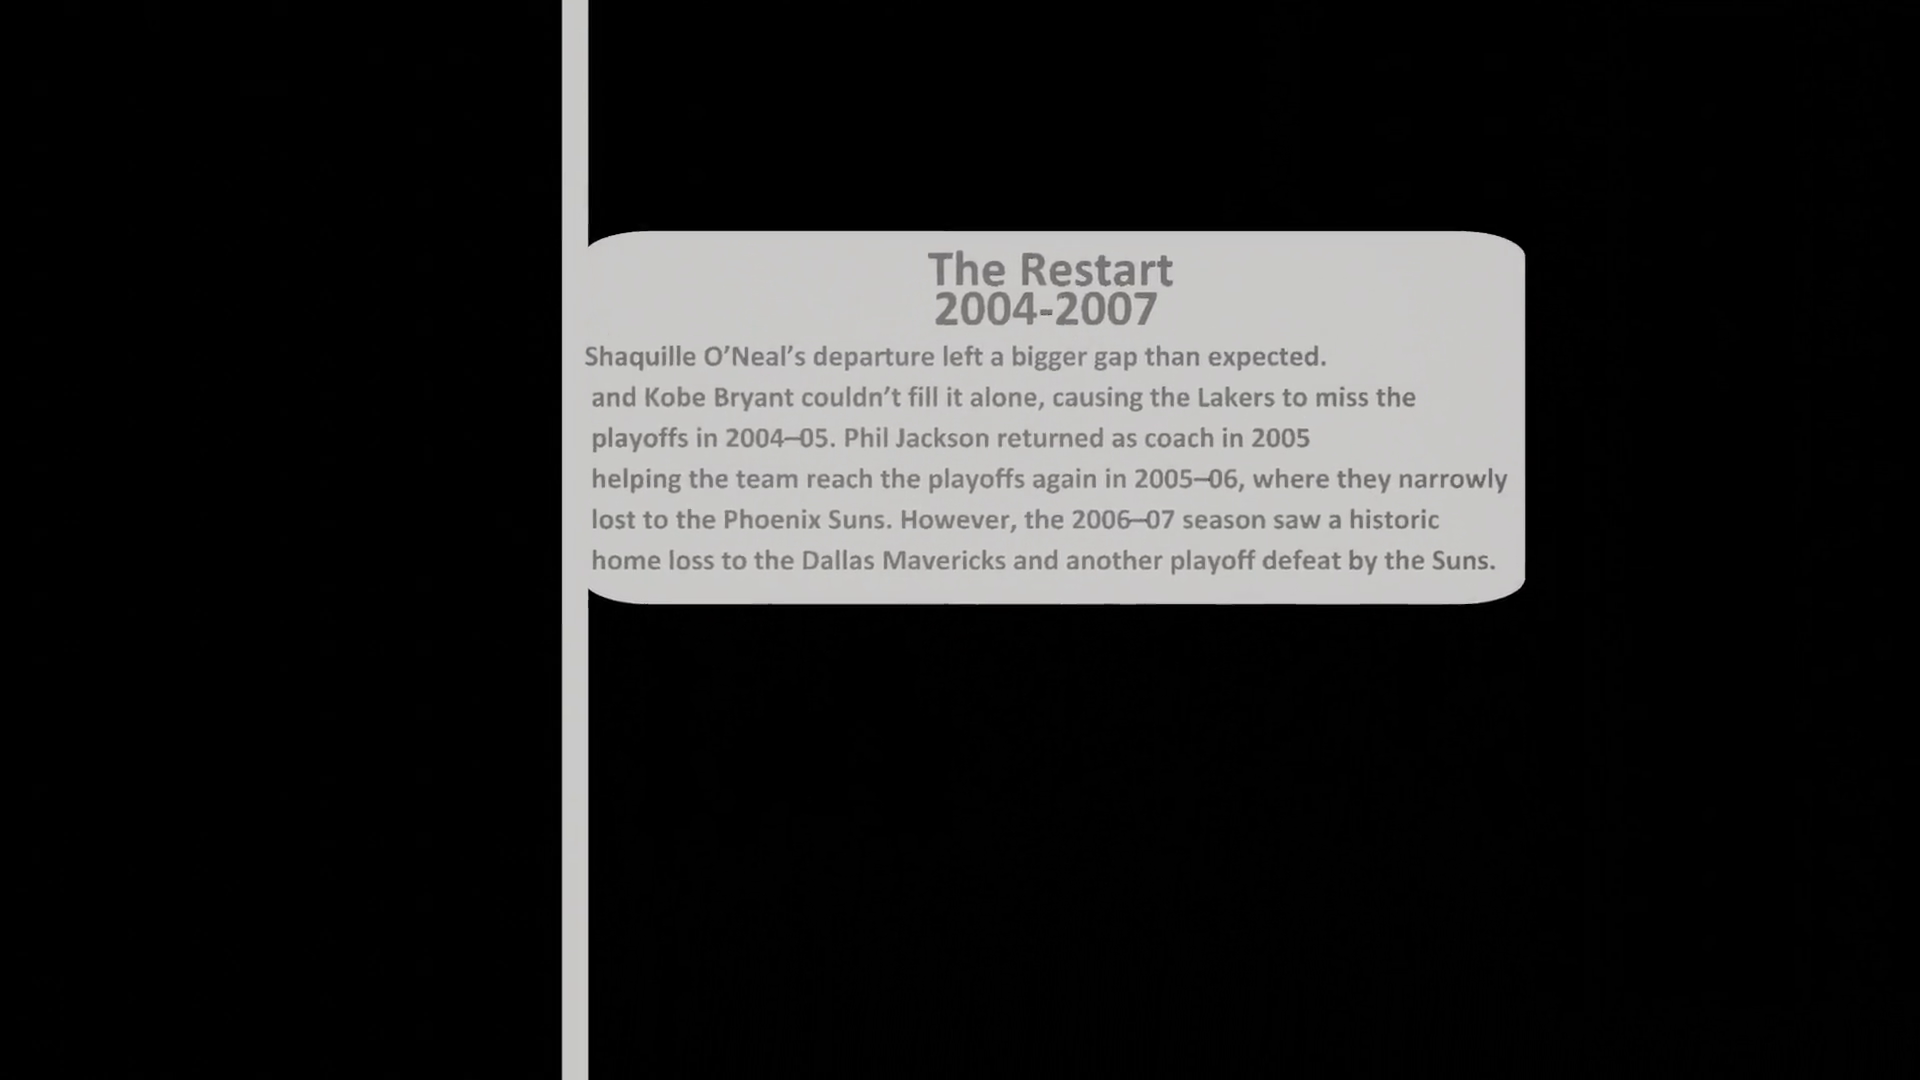 The Restart
2004-2007
Shaquille O’Neal’s departure left a bigger gap than expected.
and Kobe Bryant couldn’t fill it alone, causing the Lakers to miss the
playoffs in 2004–05. Phil Jackson returned as coach in 2005
helping the team reach the playoffs again in 2005–06, where they narrowly
lost to the Phoenix Suns. However, the 2006–07 season saw a historic
home loss to the Dallas Mavericks and another playoff defeat by the Suns.